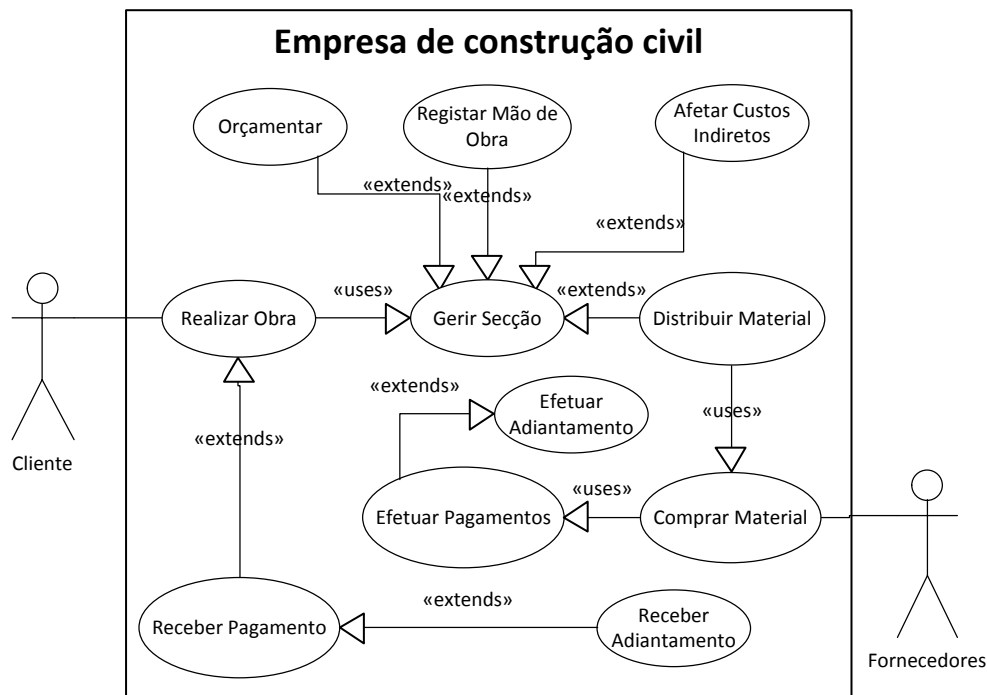 Empresa de construção civil
Orçamentar
Registar Mão de
Obra
Afetar Custos
Indiretos
«extends»
«extends»
«extends»
«uses»
«extends»
Realizar Obra
Gerir Secção
Distribuir Material
«extends»
Efetuar
Adiantamento
«uses»
«extends»
Cliente
«uses»
Efetuar Pagamentos
Comprar Material
«extends»
Receber Pagamento
Receber
Adiantamento
Fornecedores